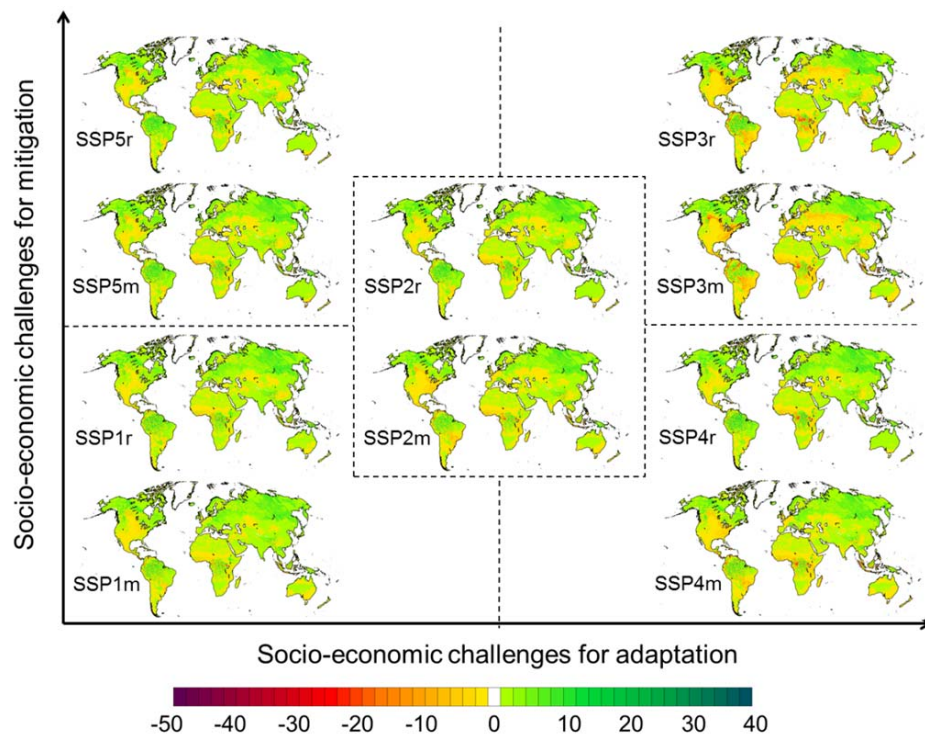 Socio-economic challenges for mitigation
SSP5r
SSP3r
SSP5m
SSP2r
SSP3m
SSP1r
SSP2m
SSP4r
SSP1m
SSP4m
Socio-economic challenges for adaptation
-50 -40 -30 -20 -10 0 10 20 30 40